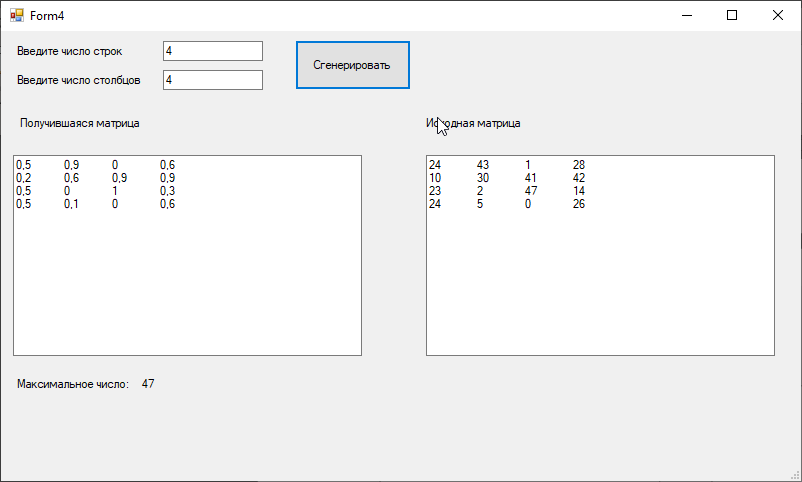 Form4
Введите число строк 4
Введите число столбцов 4
Сгенерировать
Получившаяся матрица
0,5 0,9 0 0,6
0,2 0,6 0,9 0,9
0,5 0 1 0,3
0,5 0,1 0 0,6
Исходная матрица
24 43 1 28
10 30 41 42
23 2 47 14
24 5 0 26
Максимальное число: 47